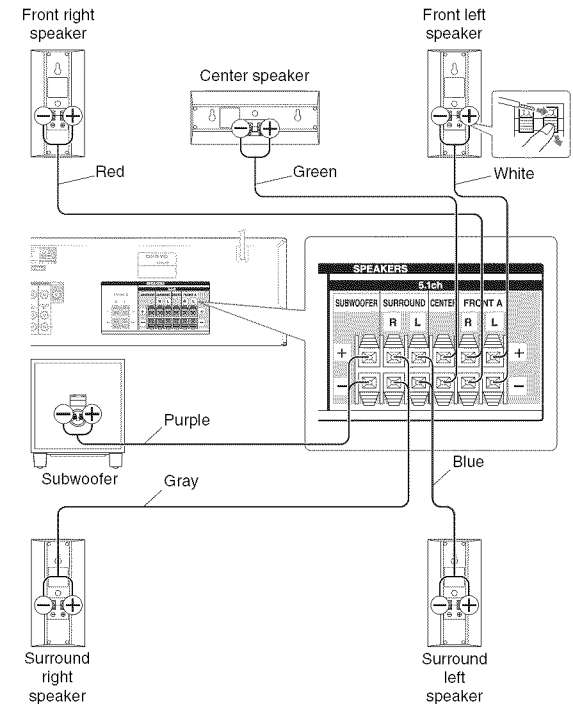 Front right
speaker
Front left
speaker
Center speaker
Red
Green
White
SPEAKERS
5.1ch
SUBWOOFER SURROUND CENTER FRONT A
R L R L
+ +
− −
Purple
Subwoofer
Gray
Blue
Surround
right
speaker
Surround
left
speaker